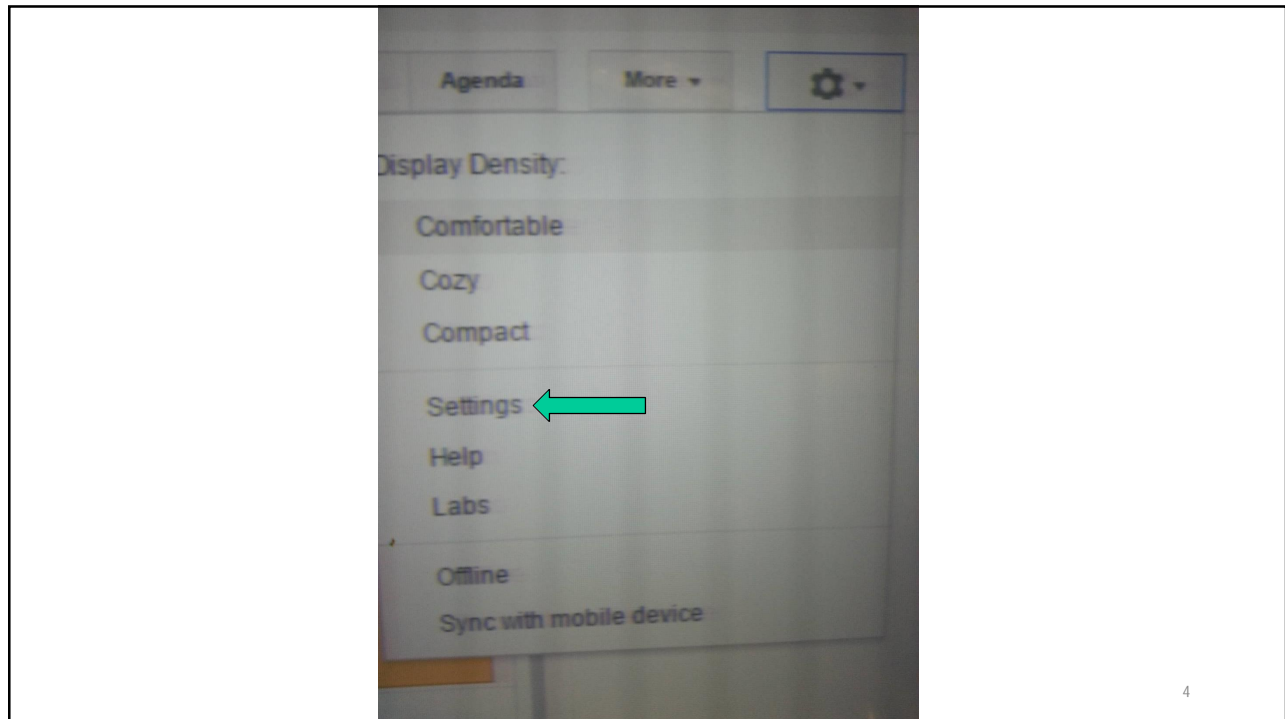 Agenda More
Display Density:
Comfortable
Cozy
Compact
Settings
Help
Labs
Offline
Sync with mobile device
4